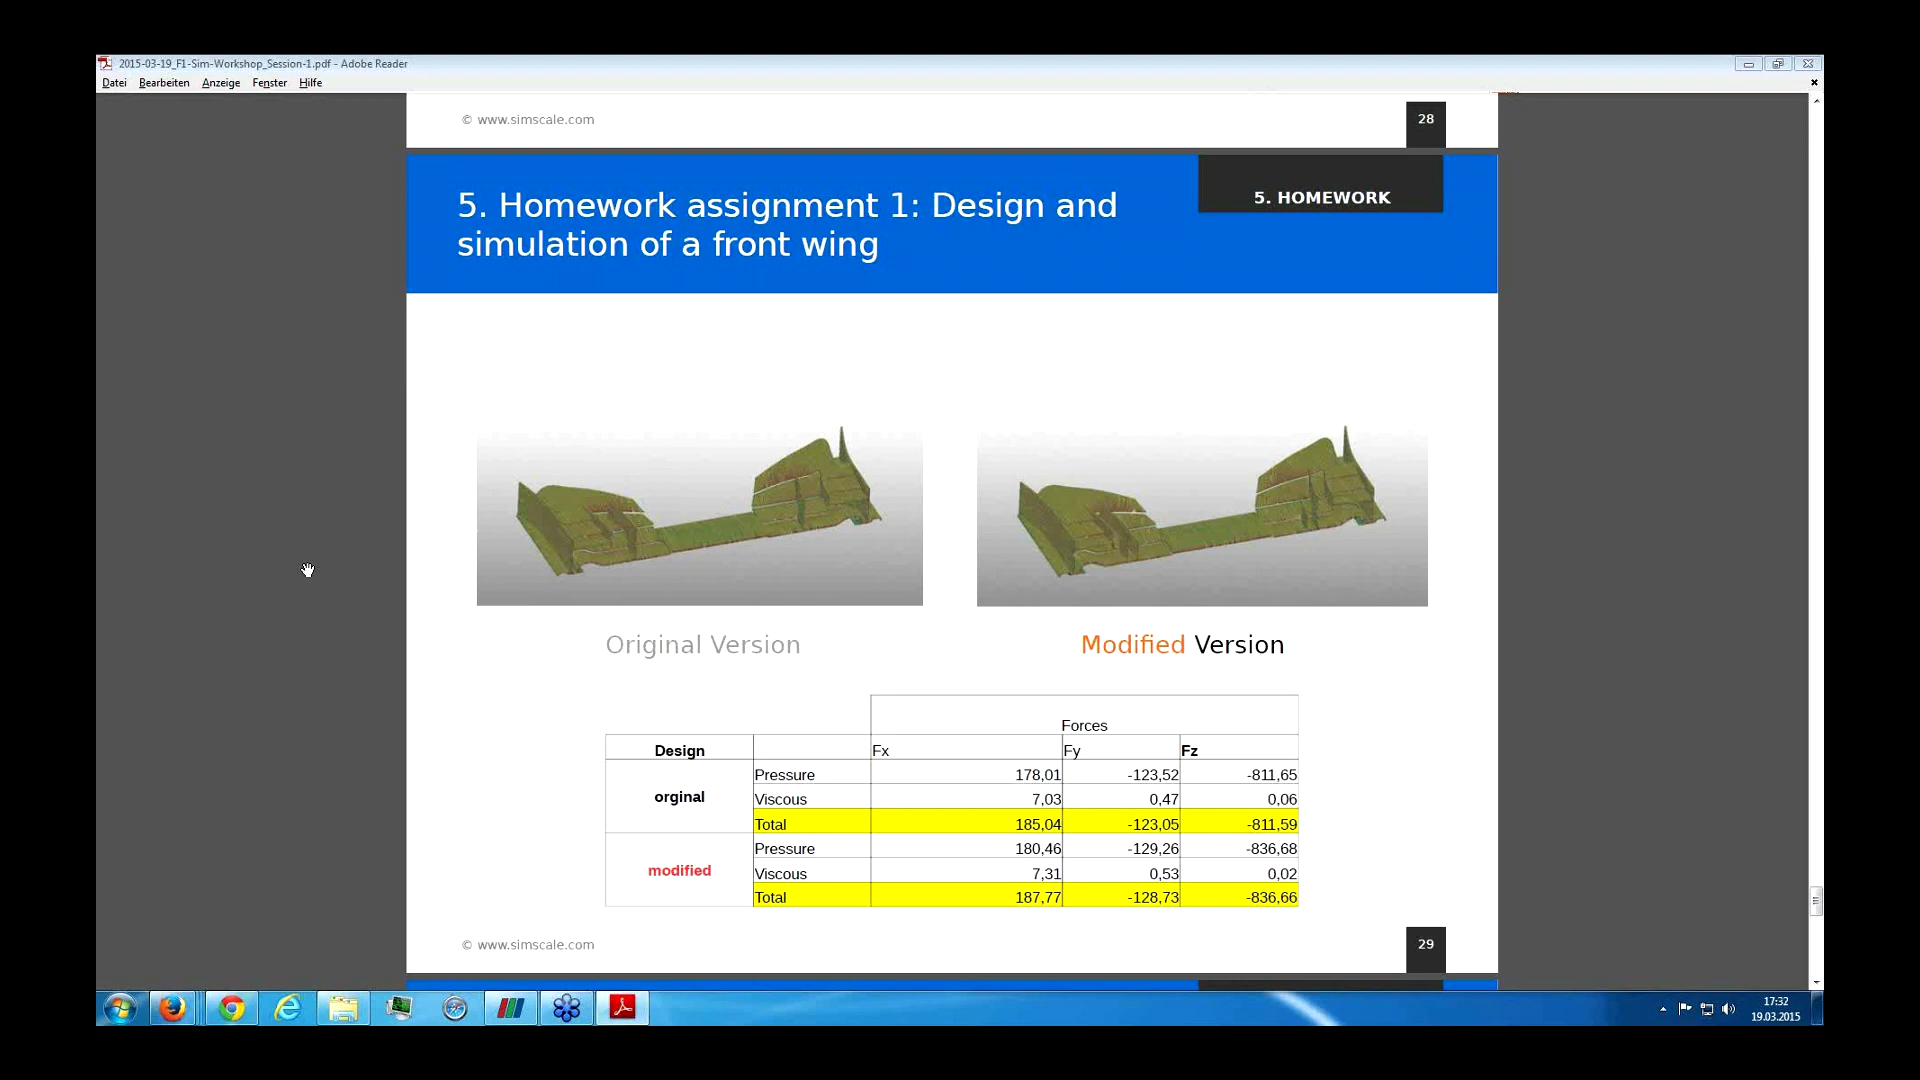 2015-03-19_F1-Sim-Workshop_Session-1.pdf - Adobe Reader
Datei Bearbeiten Anzeige Fenster Hilfe
© www.simscale.com
28
5. Homework assignment 1: Design and
simulation of a front wing
5. HOMEWORK
Original Version
Modified Version
Forces
Design Fx Fy Fz
orginal
Pressure 178,01 -123,52 -811,65
Viscous 7,03 0,47 0,06
Total 185,04 -123,05 -811,59
modified
Pressure 180,46 -129,26 -836,68
Viscous 7,31 0,53 0,02
Total 187,77 -128,73 -836,66
© www.simscale.com
29
17:32
19.03.2015